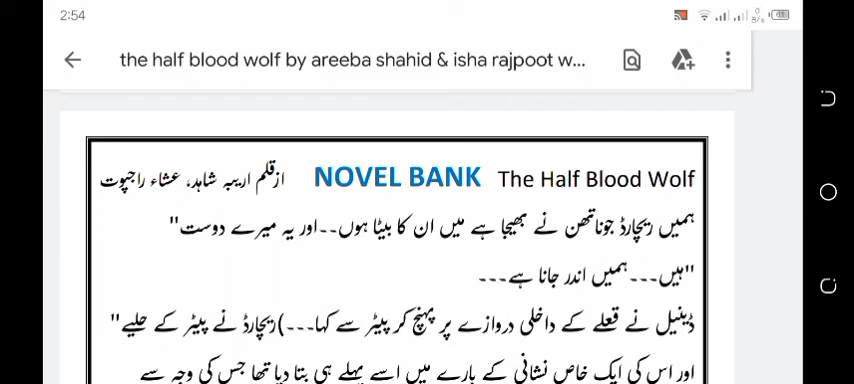 2:54
0
B/s
the half blood wolf by areeba shahid & isha rajpoot w...
The Half Blood Wolf NOVEL BANK ازقلم اریبہ شاہد، عشاء راجپوت
ہمیں ریچارڈ جوناتھن نے بھیجا ہے میں ان کا بیٹا ہوں۔۔اور یہ میرے دوست"
"ہیں۔۔۔ہمیں اندر جانا ہے۔۔۔
ڈینیل نے قعلے کے داخلی دروازے پر پہنچ کر پیٹر سے کہا۔۔۔)ریچارڈ نے پیٹر کے حلیے"
اور اس کی ایک خاص نشانی کے بارے میں اسے پہلے ہی بتا دیا تھا جس کی وجہ سے